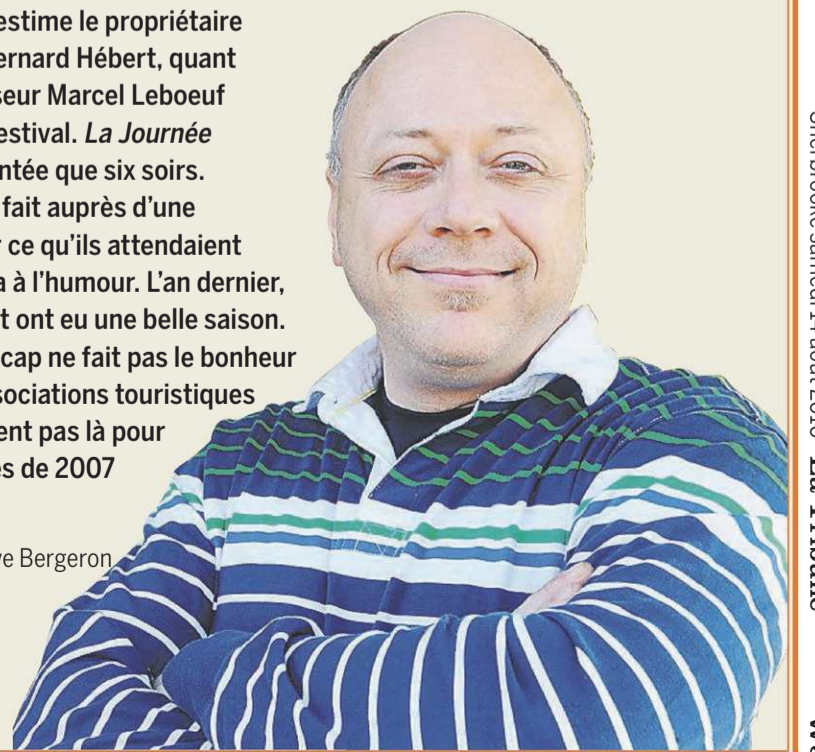 estime le propriétaire
ernard Hébert, quant
seur Marcel Leboeuf
estival. La Journée
ntée que six soirs.
fait auprès d'une
r ce qu'ils attendaient
a à l'humour. L'an dernier,
t ont eu une belle saison.
cap ne fait pas le bonheur
sociations touristiques
ent pas là pour
es de 2007
ve Bergeron